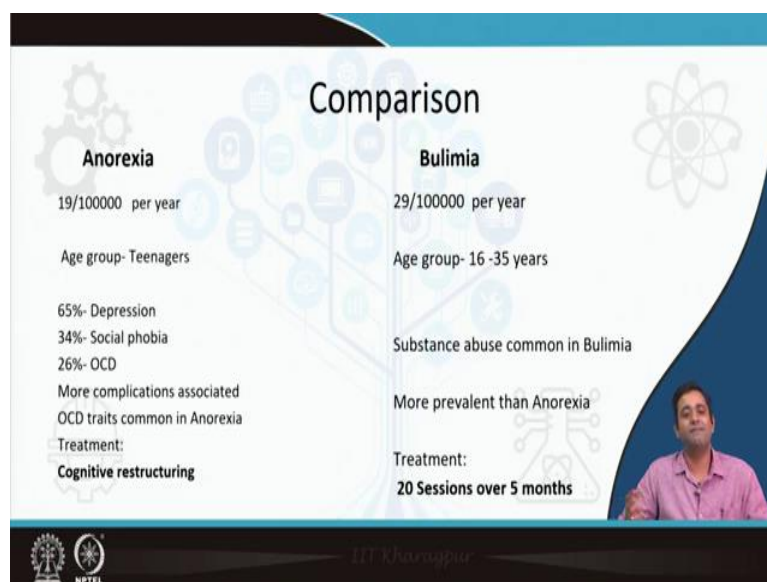 Comparison
Anorexia
19/100000 per year
Age group- Teenagers
65%- Depression
34%- Social phobia
26%- OCD
More complications associated
OCD traits common in Anorexia
Treatment:
Cognitive restructuring
Bulimia
29/100000 per year
Age group- 16 -35 years
Substance abuse common in Bulimia
More prevalent than Anorexia
Treatment:
20 Sessions over 5 months
IIT Kharagpur
NPTEL